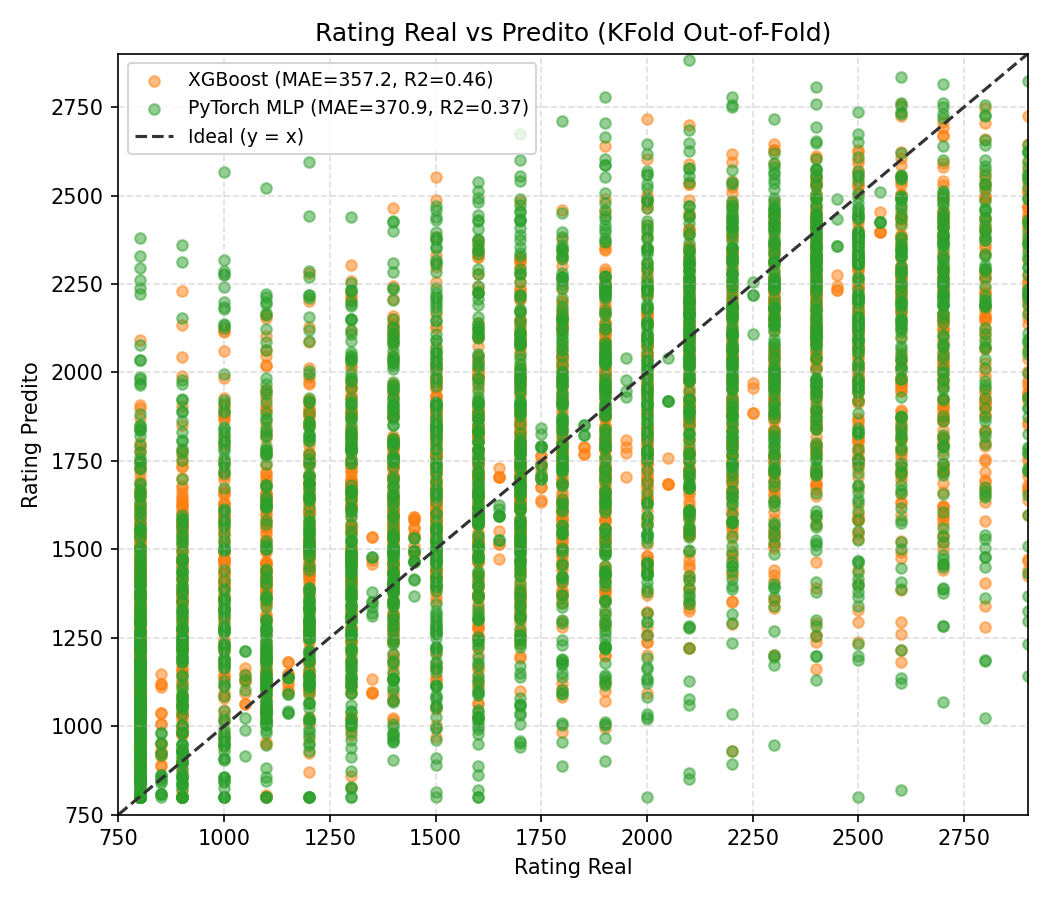 Rating Real vs Predito (KFold Out-of-Fold)
XGBoost (MAE=357.2, R2=0.46)
PyTorch MLP (MAE=370.9, R2=0.37)
Ideal (y = x)
Rating Predito
2750
2500
2250
2000
1750
1500
1250
1000
750
750 1000 1250 1500 1750 2000 2250 2500 2750
Rating Real